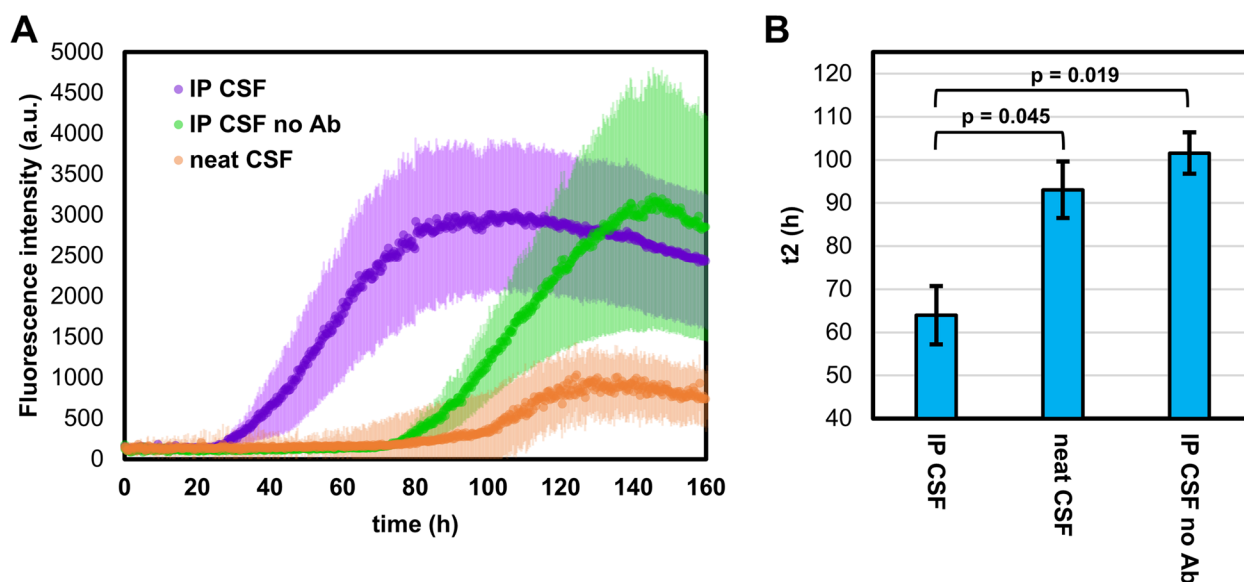 A
Fluorescence intensity (a.u.)
5000
4500
4000
3500
3000
2500
2000
1500
1000
500
0
IP CSF
IP CSF no Ab
neat CSF
0 20 40 60 80 100 120 140 160
time (h)
B
t2 (h)
120
110
100
90
80
70
60
50
40
p = 0.019
p = 0.045
IP CSF
neat CSF
IP CSF no Ab